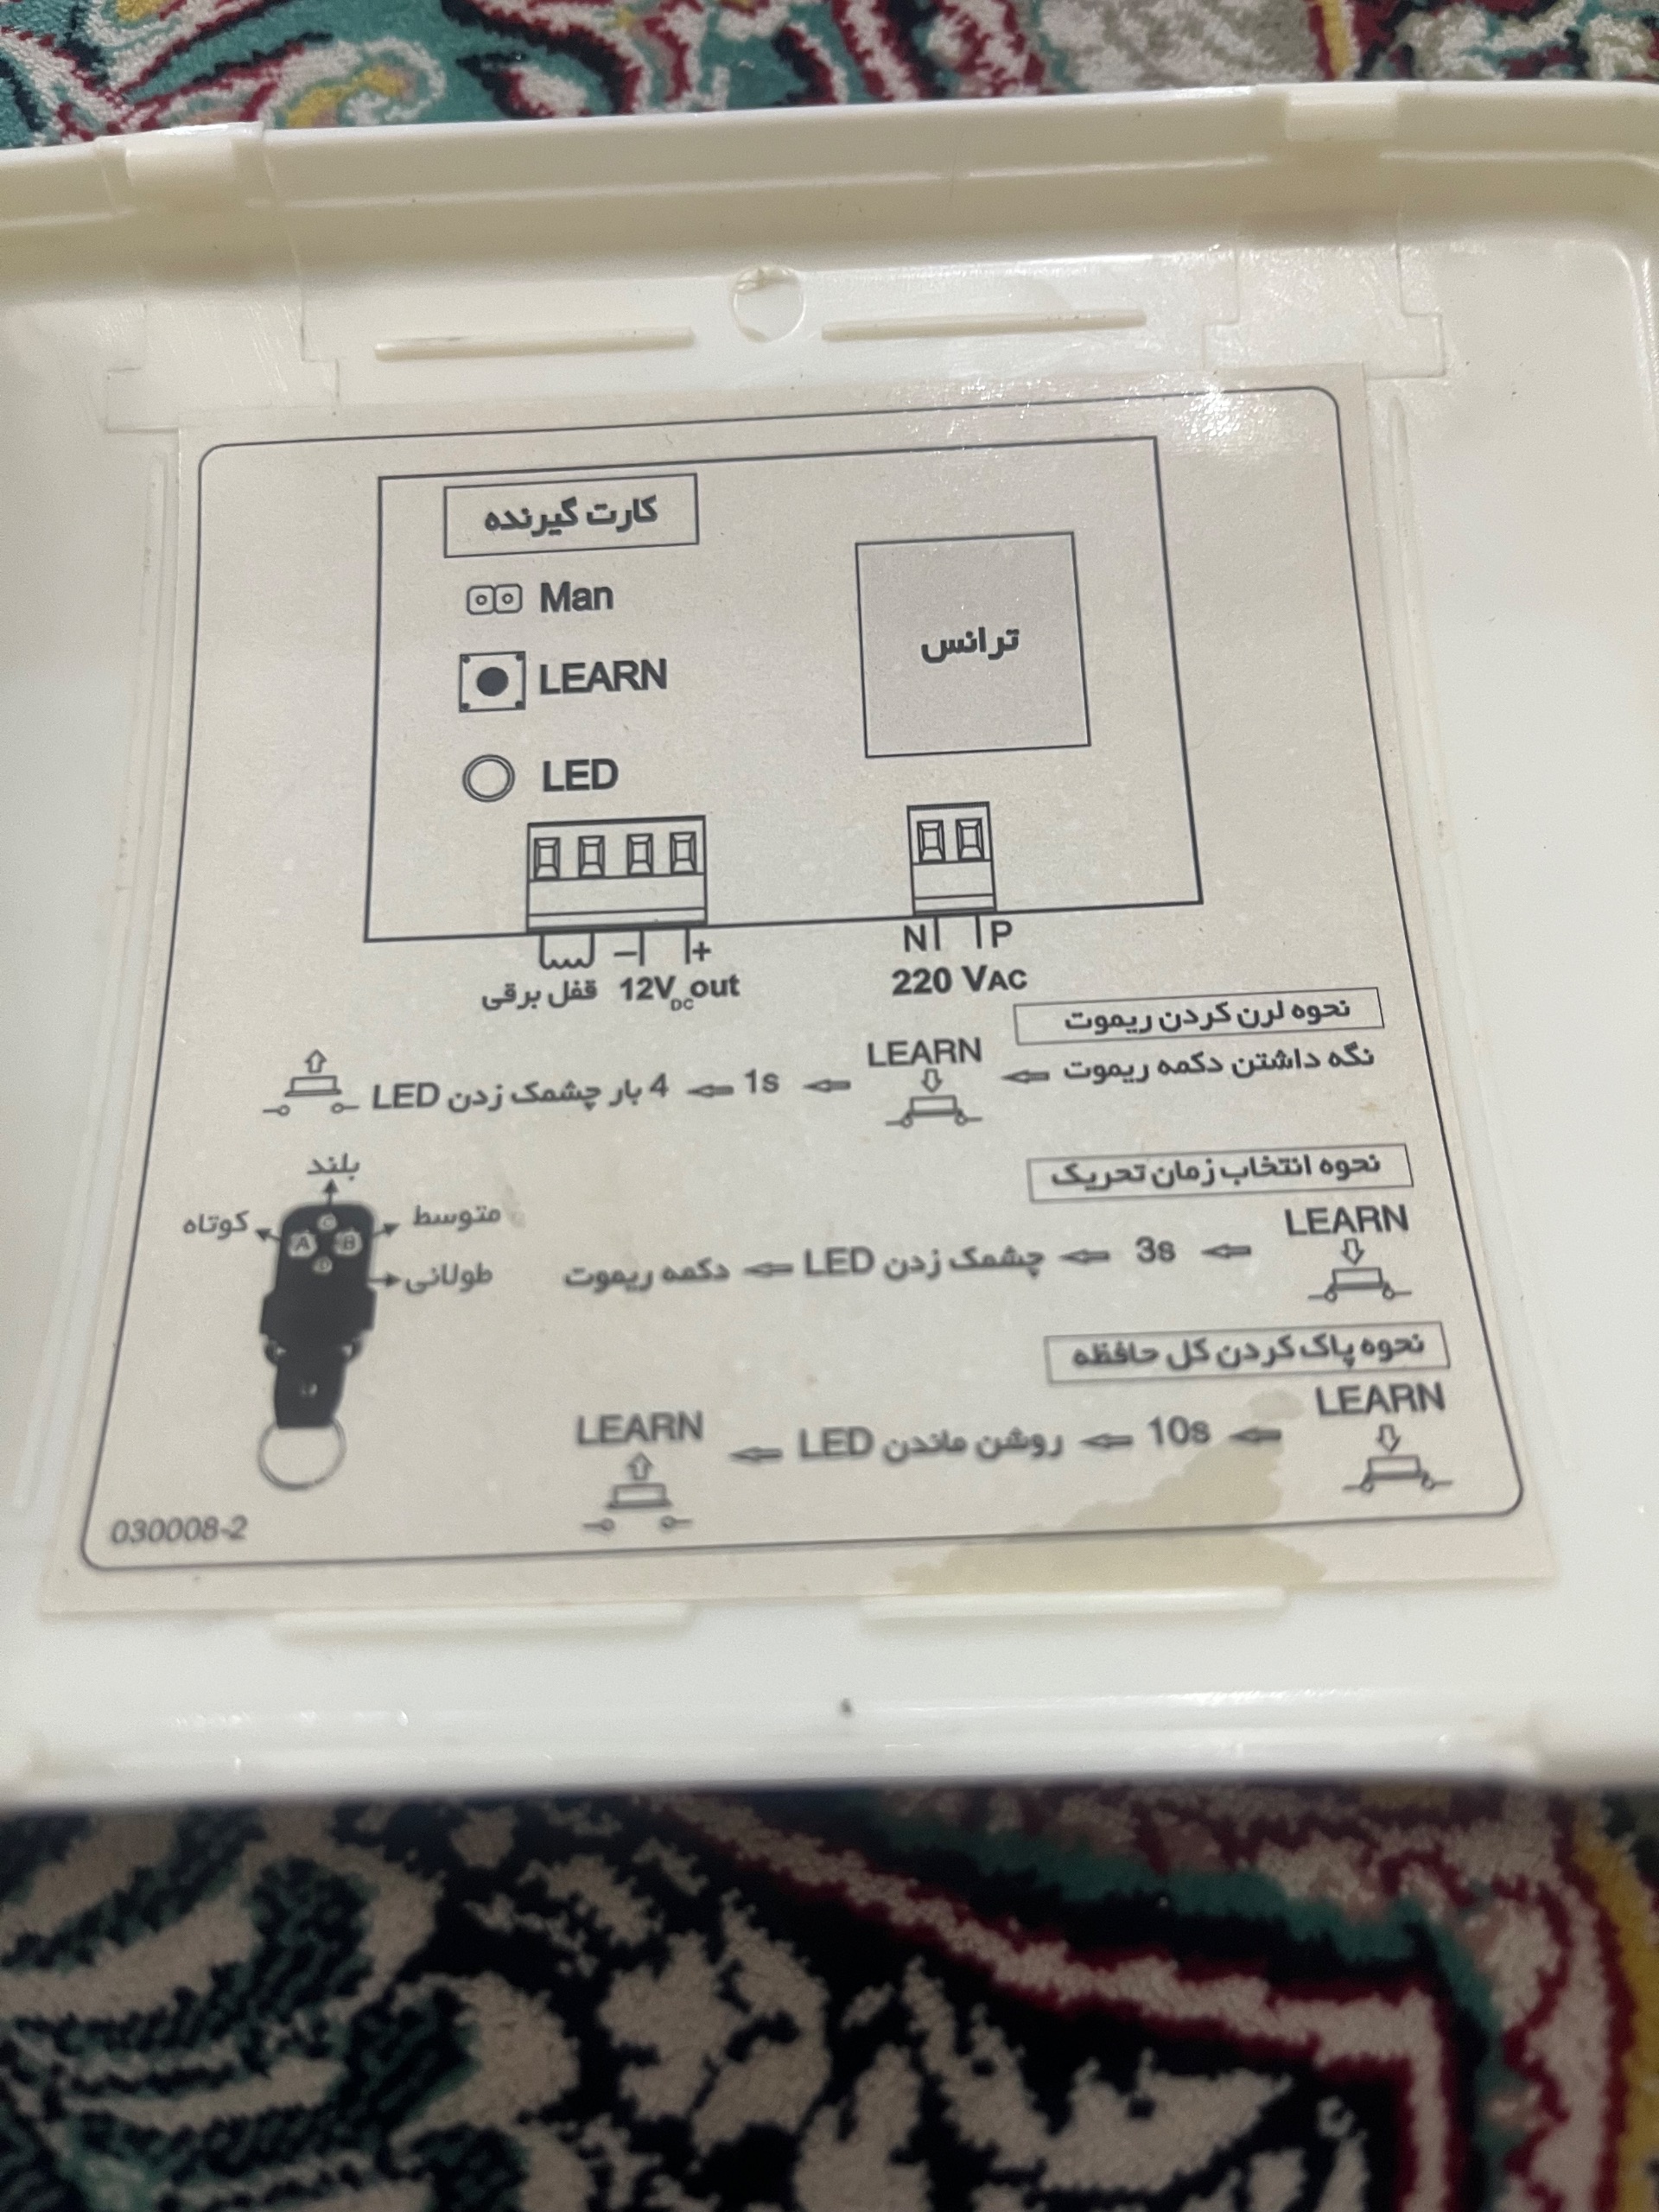 کارت گیرنده
Man
LEARN
LED
ترانس
قفل برقی
– +
12VDC out
N P
220 VAC
نحوه لرن کردن ریموت
نگه داشتن دکمه ریموت ⇦ LEARN ⇦ 1s ⇦ 4 بار چشمک زدن LED
نحوه انتخاب زمان تحریک
LEARN ⇦ 3s ⇦ چشمک زدن LED ⇦ دکمه ریموت
بلند
کوتاه
متوسط
طولانی
C
A B
D
نحوه پاک کردن کل حافظه
LEARN ⇦ 10s ⇦ روشن ماندن LED ⇦ LEARN
030008-2